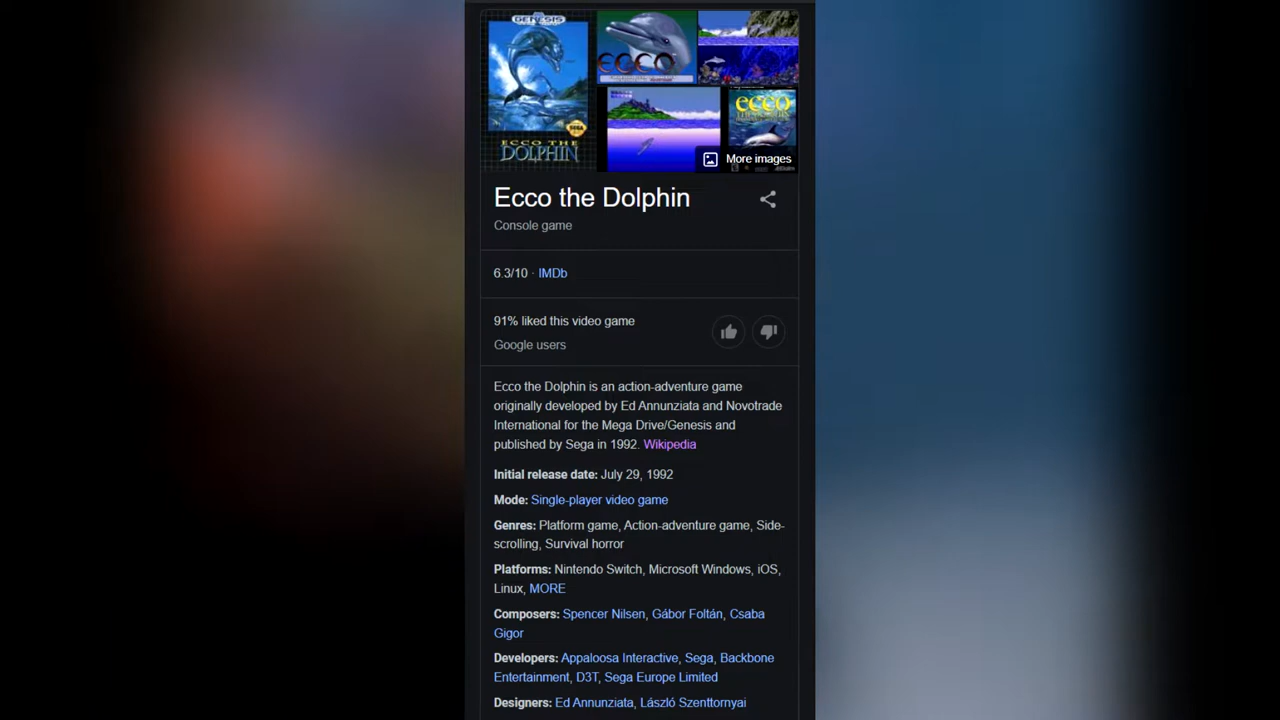 GENESIS
SEGA
ECCO THE
DOLPHIN
ECCO
ECCO
More images
Ecco the Dolphin
Console game
6.3/10 · IMDb
91% liked this video game
Google users
Ecco the Dolphin is an action-adventure game
originally developed by Ed Annunziata and Novotrade
International for the Mega Drive/Genesis and
published by Sega in 1992. Wikipedia
Initial release date: July 29, 1992
Mode: Single-player video game
Genres: Platform game, Action-adventure game, Side-
scrolling, Survival horror
Platforms: Nintendo Switch, Microsoft Windows, iOS,
Linux, MORE
Composers: Spencer Nilsen, Gábor Foltán, Csaba
Gigor
Developers: Appaloosa Interactive, Sega, Backbone
Entertainment, D3T, Sega Europe Limited
Designers: Ed Annunziata, László Szenttornyai